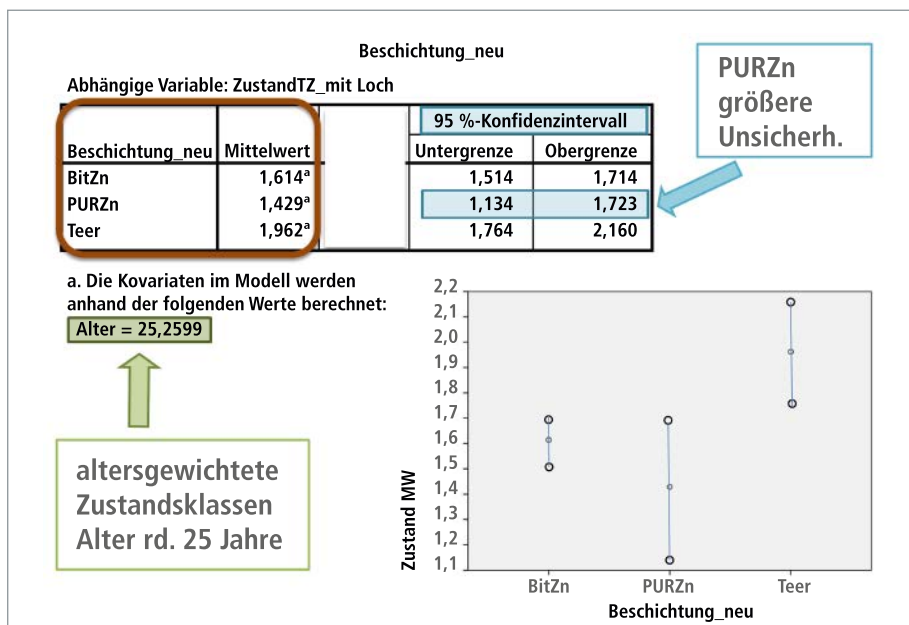 Beschichtung_neu
Abhängige Variable: ZustandTZ_mit Loch
95 %-Konfidenzintervall
Beschichtung_neu Mittelwert Untergrenze Obergrenze
BitZn 1,614a 1,514 1,714
PURZn 1,429a 1,134 1,723
Teer 1,962a 1,764 2,160
PURZn
größere
Unsicherh.
a. Die Kovariaten im Modell werden
anhand der folgenden Werte berechnet:
Alter = 25,2599
altersgewichtete
Zustandsklassen
Alter rd. 25 Jahre
Zustand MW
2,2
2,1
2,0
1,9
1,8
1,7
1,6
1,5
1,4
1,3
1,2
1,1
BitZn PURZn Teer
Beschichtung_neu